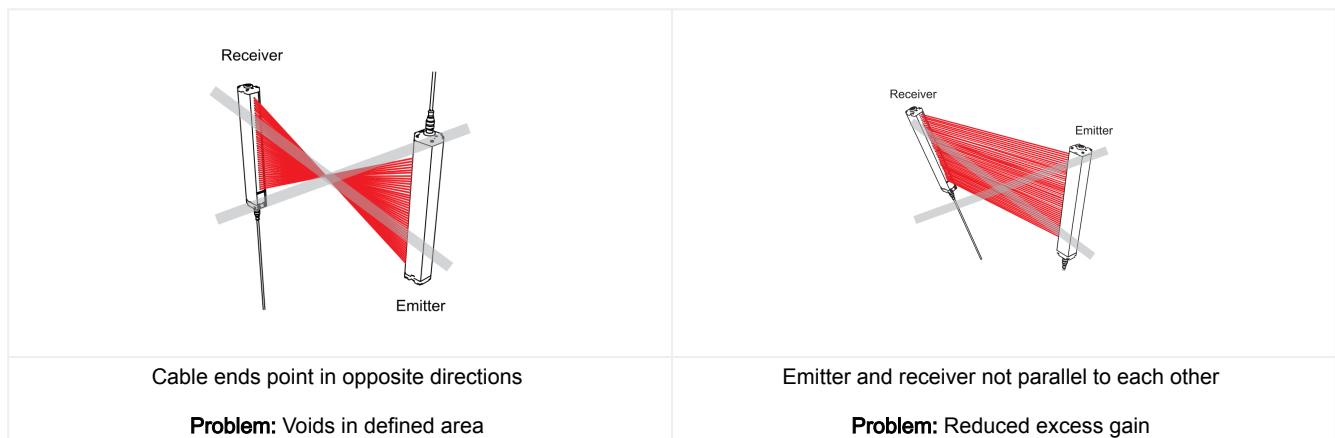 Receiver
Emitter
Receiver
Emitter
Cable ends point in opposite directions
Problem: Voids in defined area
Emitter and receiver not parallel to each other
Problem: Reduced excess gain